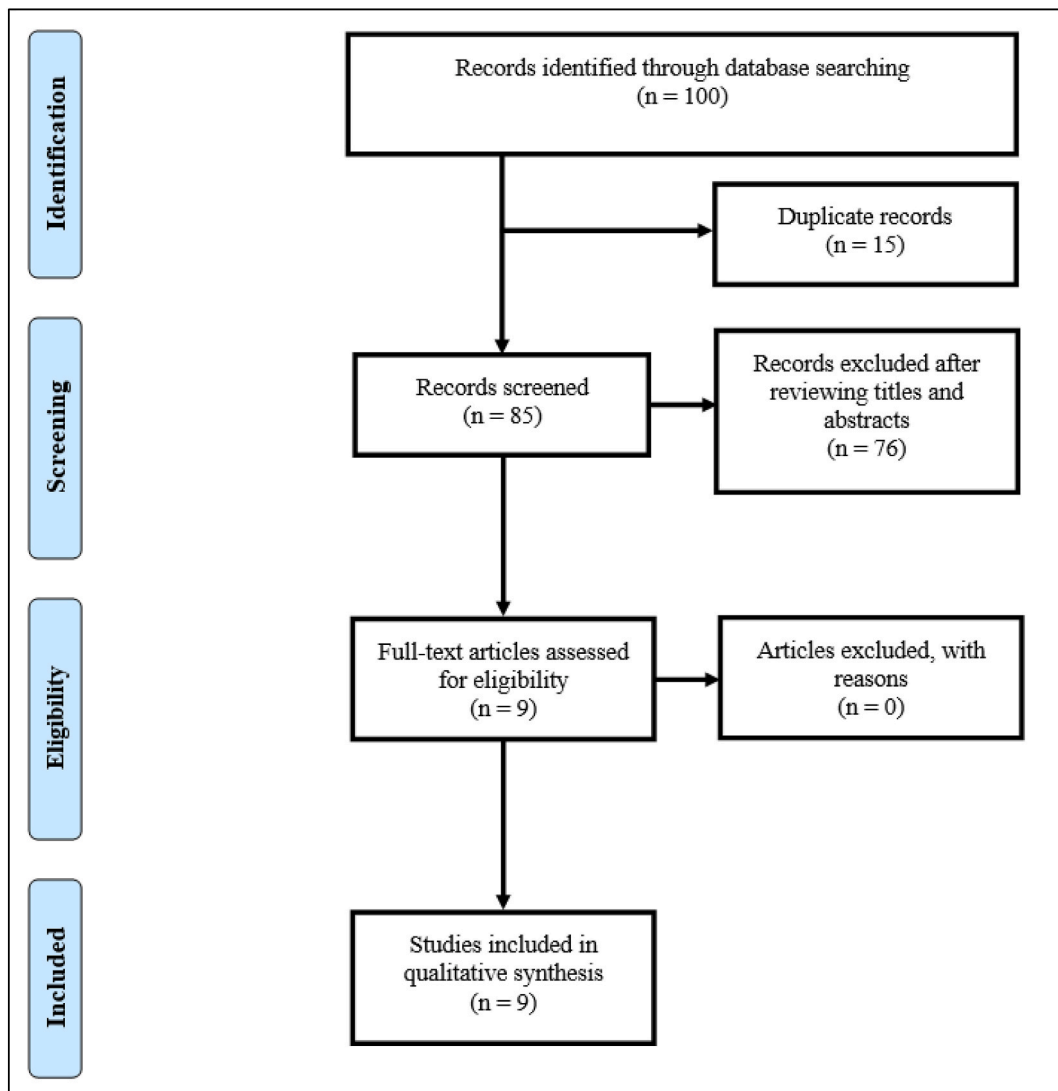 Identification
Records identified through database searching
(n = 100)
Duplicate records
(n = 15)
Screening
Records screened
(n = 85)
Records excluded after
reviewing titles and
abstracts
(n = 76)
Eligibility
Full-text articles assessed
for eligibility
(n = 9)
Articles excluded, with
reasons
(n = 0)
Included
Studies included in
qualitative synthesis
(n = 9)